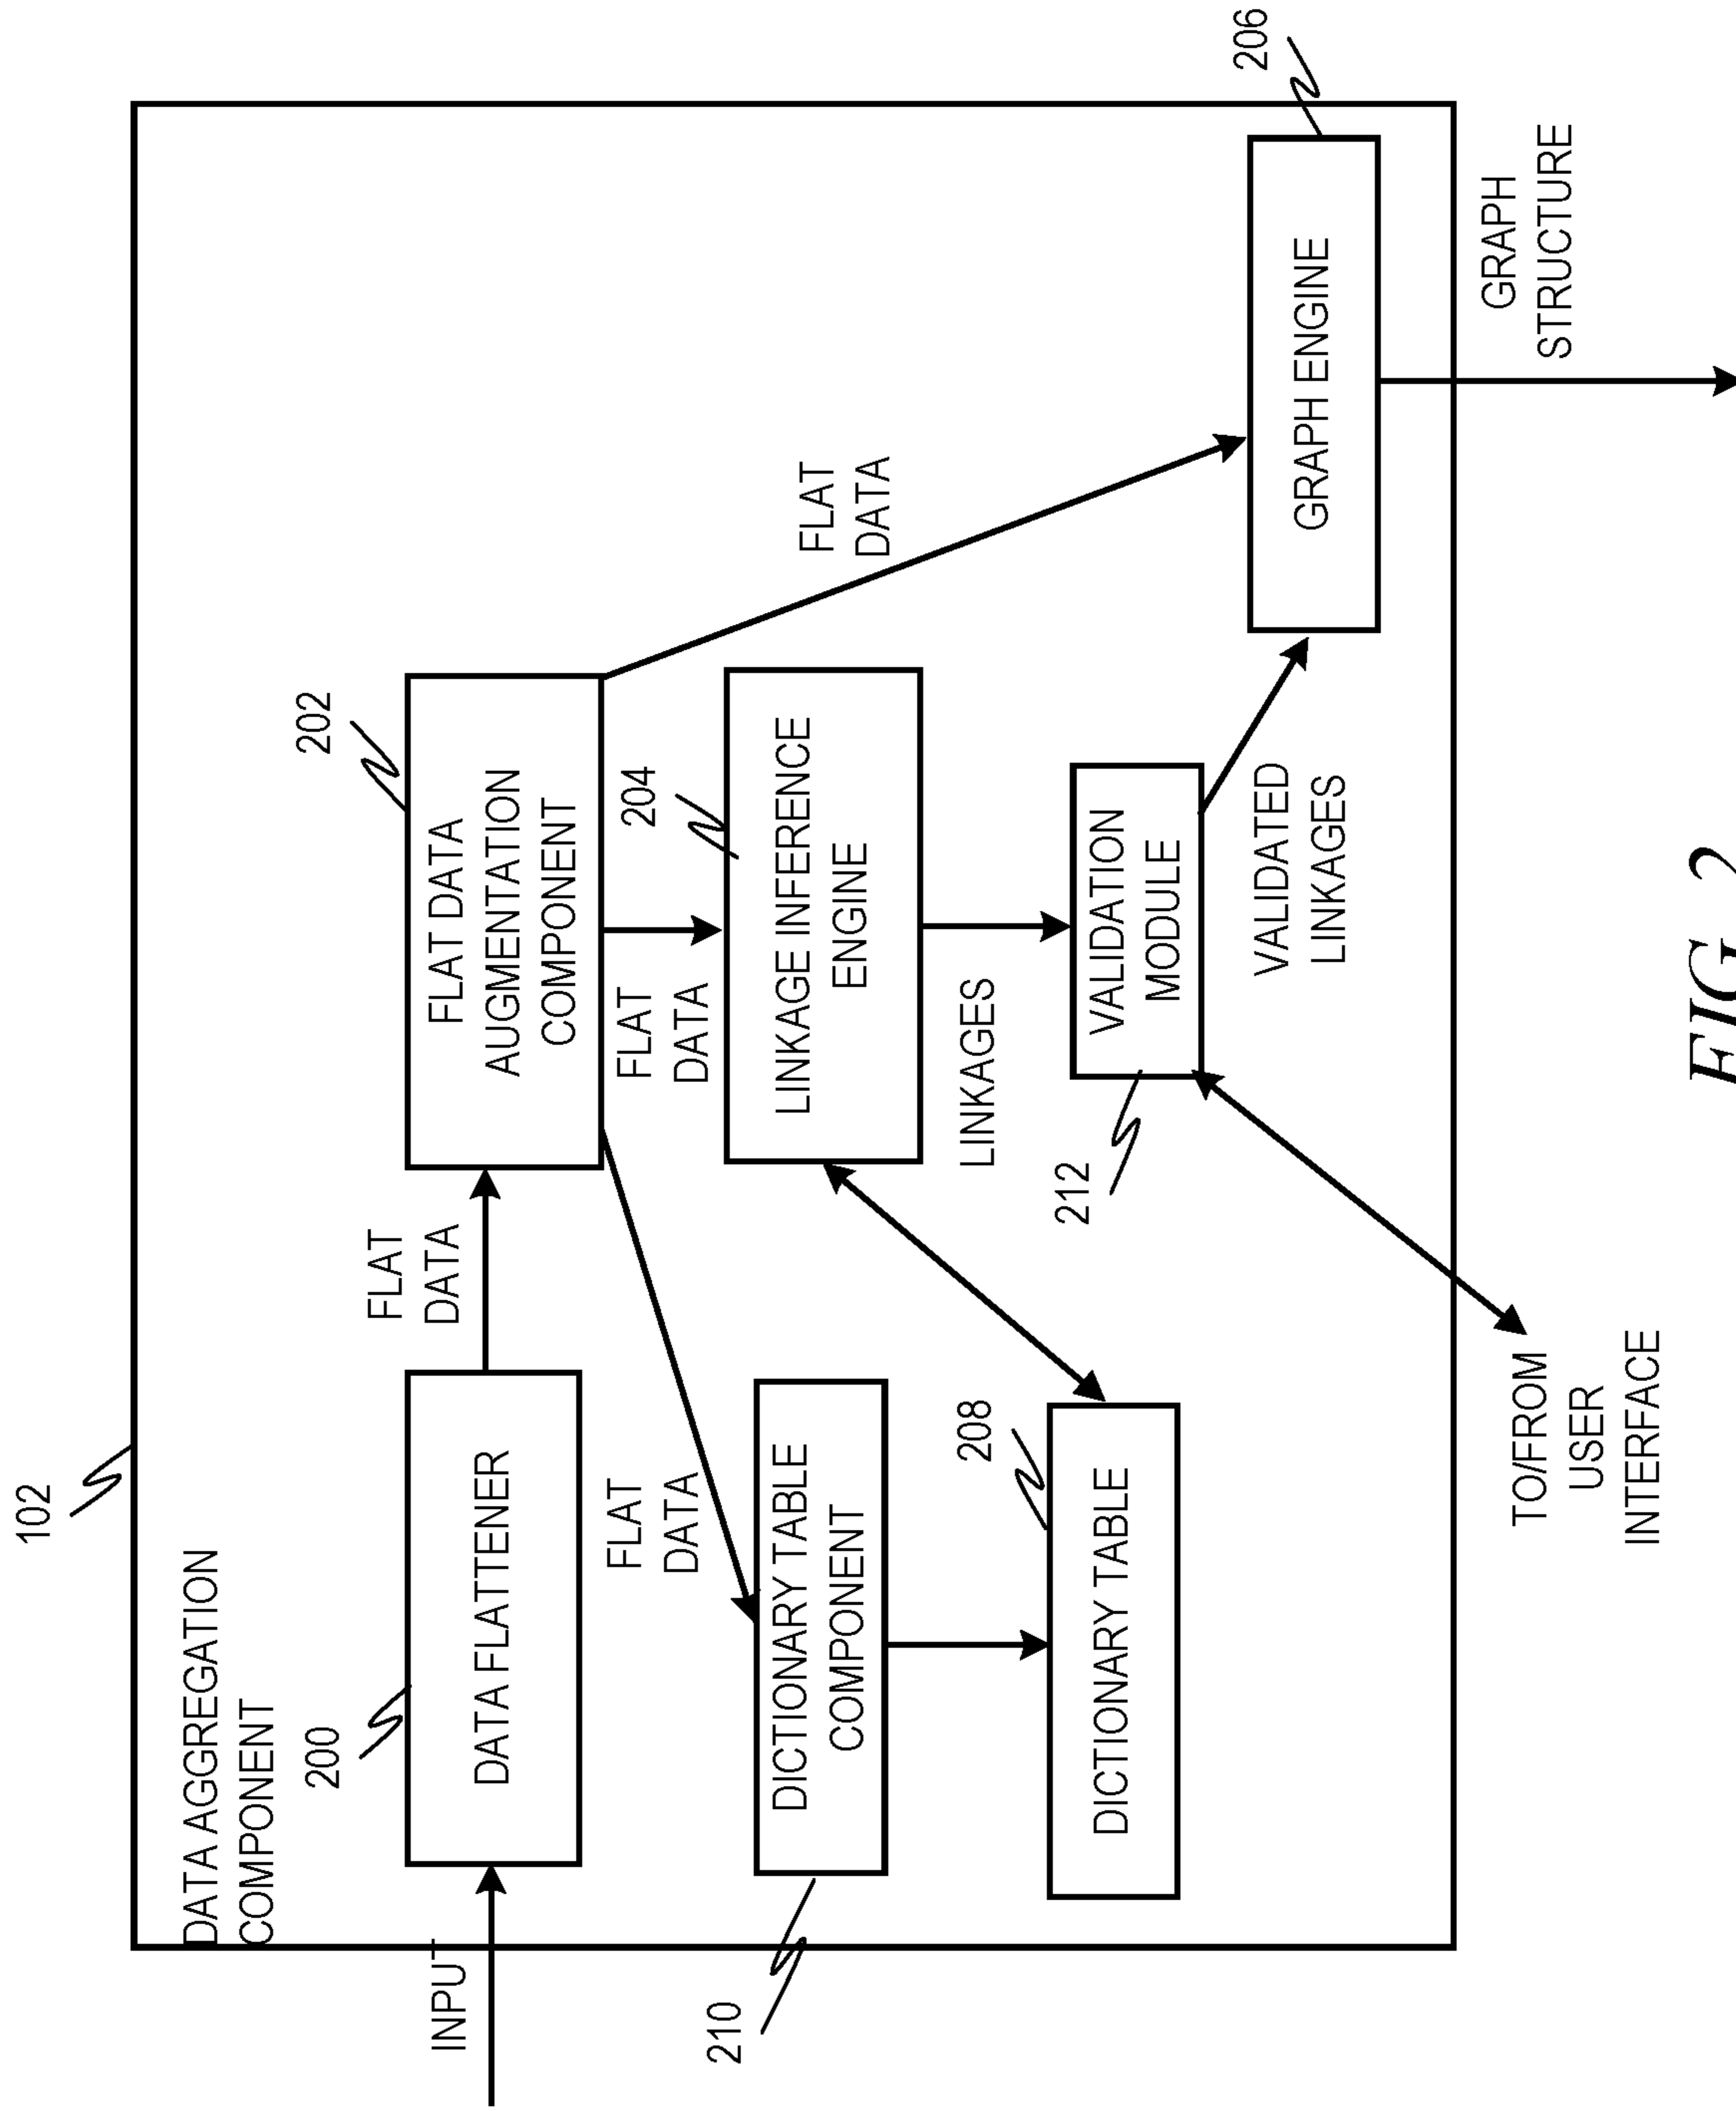 102
DATA AGGREGATION
COMPONENT
200
202
INPUT
DATA FLATTENER
FLAT
DATA
FLAT DATA
AUGMENTATION
COMPONENT
FLAT
DATA
FLAT
DATA
204
FLAT
DATA
210
DICTIONARY TABLE
COMPONENT
LINKAGE INFERENCE
ENGINE
208
LINKAGES
DICTIONARY TABLE
212
VALIDATION
MODULE
206
VALIDATED
LINKAGES
GRAPH ENGINE
TO/FROM
USER
INTERFACE
GRAPH
STRUCTURE
FIG. 2